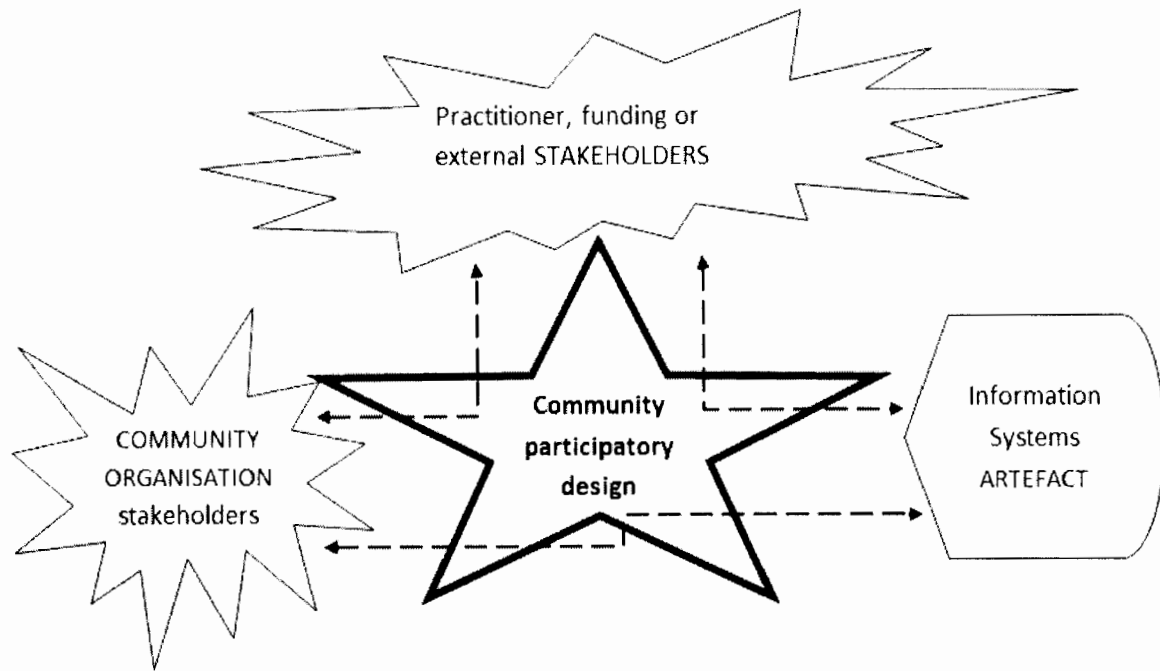 Practitioner, funding or
external STAKEHOLDERS
COMMUNITY
ORGANISATION
stakeholders
Community
participatory
design
Information
Systems
ARTEFACT